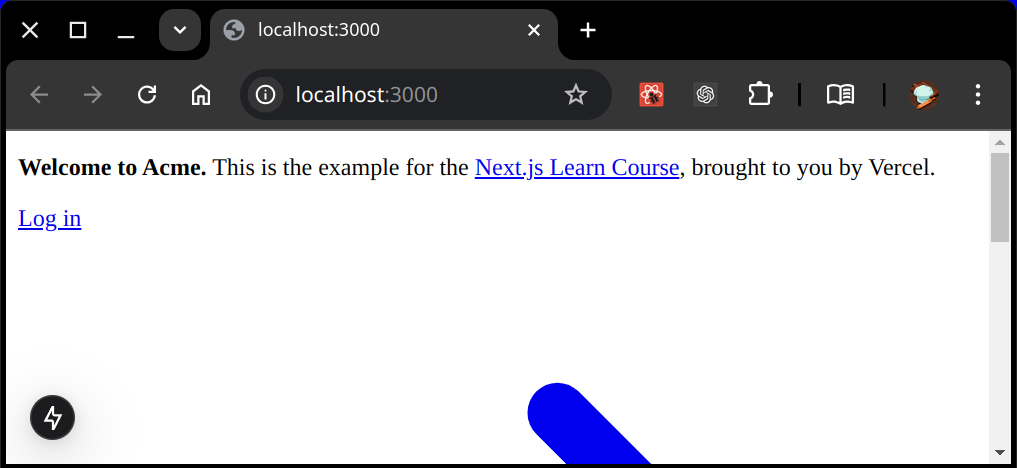 localhost:3000
localhost:3000
Welcome to Acme. This is the example for the Next.js Learn Course, brought to you by Vercel.
Log in